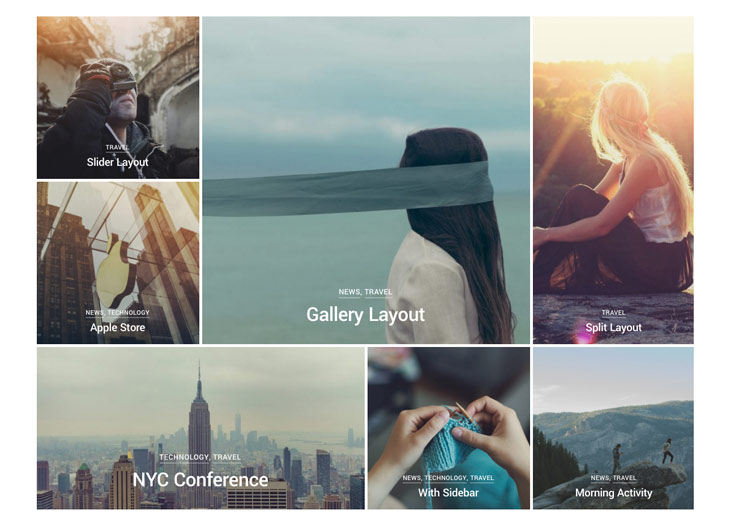 TRAVEL
Slider Layout
NEWS, TRAVEL
Gallery Layout
TRAVEL
Split Layout
NEWS, TECHNOLOGY
Apple Store
TECHNOLOGY, TRAVEL
NYC Conference
NEWS, TECHNOLOGY, TRAVEL
With Sidebar
NEWS, TRAVEL
Morning Activity